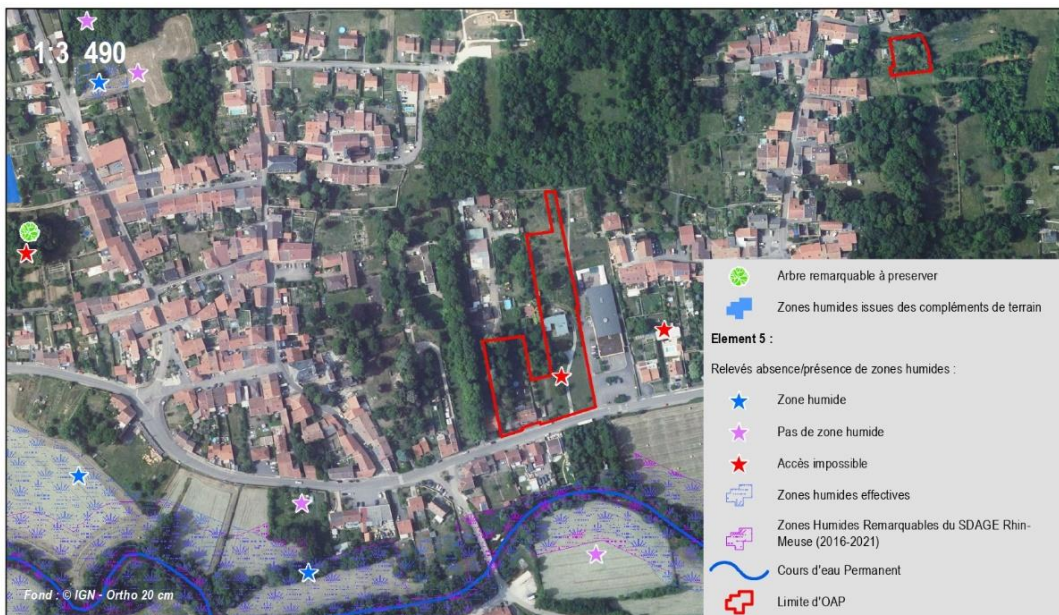 1:3 490
Arbre remarquable à preserver
Zones humides issues des compléments de terrain
Element 5 :
Relevés absence/présence de zones humides :
Zone humide
Pas de zone humide
Accès impossible
Zones humides effectives
Zones Humides Remarquables du SDAGE Rhin-
Meuse (2016-2021)
Cours d'eau Permanent
Limite d'OAP
Fond : © IGN - Ortho 20 cm